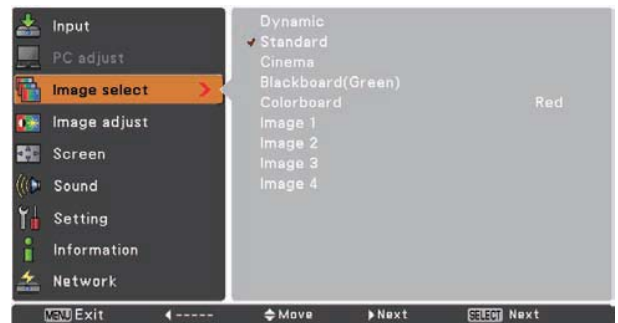 Input
PC adjust
Image select
Image adjust
Screen
Sound
Setting
Information
Network
Dynamic
Standard
Cinema
Blackboard(Green)
Colorboard Red
Image 1
Image 2
Image 3
Image 4
MENU Exit ◀----- Move ▶Next SELECT Next